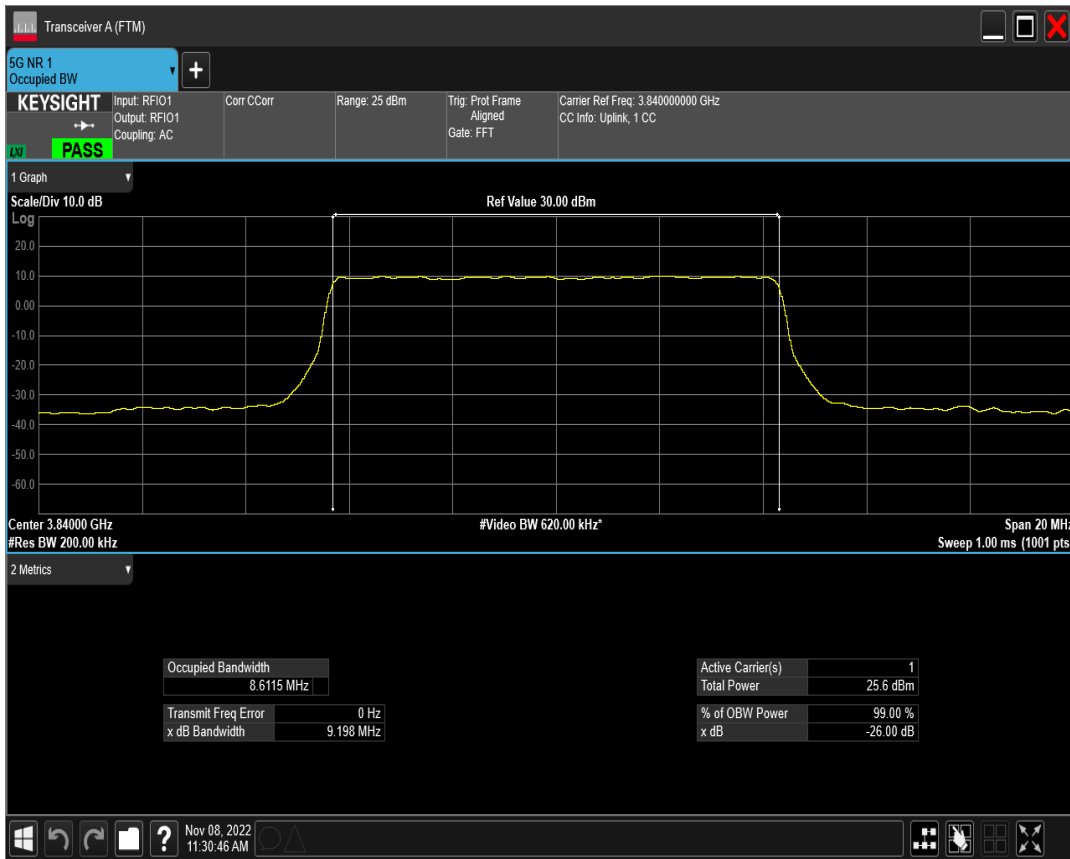 Transceiver A (FTM)
5G NR 1
Occupied BW
+
KEYSIGHT
LXI
PASS
Input: RFIO1
Output: RFIO1
Coupling: AC
Corr CCorr
Range: 25 dBm
Trig: Prot Frame
Aligned
Gate: FFT
Carrier Ref Freq: 3.840000000 GHz
CC Info: Uplink, 1 CC
1 Graph
Scale/Div 10.0 dB
Ref Value 30.00 dBm
Log
20.0
10.0
0.00
-10.0
-20.0
-30.0
-40.0
-50.0
-60.0
Center 3.84000 GHz
#Video BW 620.00 kHz*
Span 20 MHz
#Res BW 200.00 kHz
Sweep 1.00 ms (1001 pts
2 Metrics
Occupied Bandwidth
8.6115 MHz
Transmit Freq Error 0 Hz
x dB Bandwidth 9.198 MHz
Active Carrier(s) 1
Total Power 25.6 dBm
% of OBW Power 99.00 %
x dB -26.00 dB
?
Nov 08, 2022
11:30:46 AM